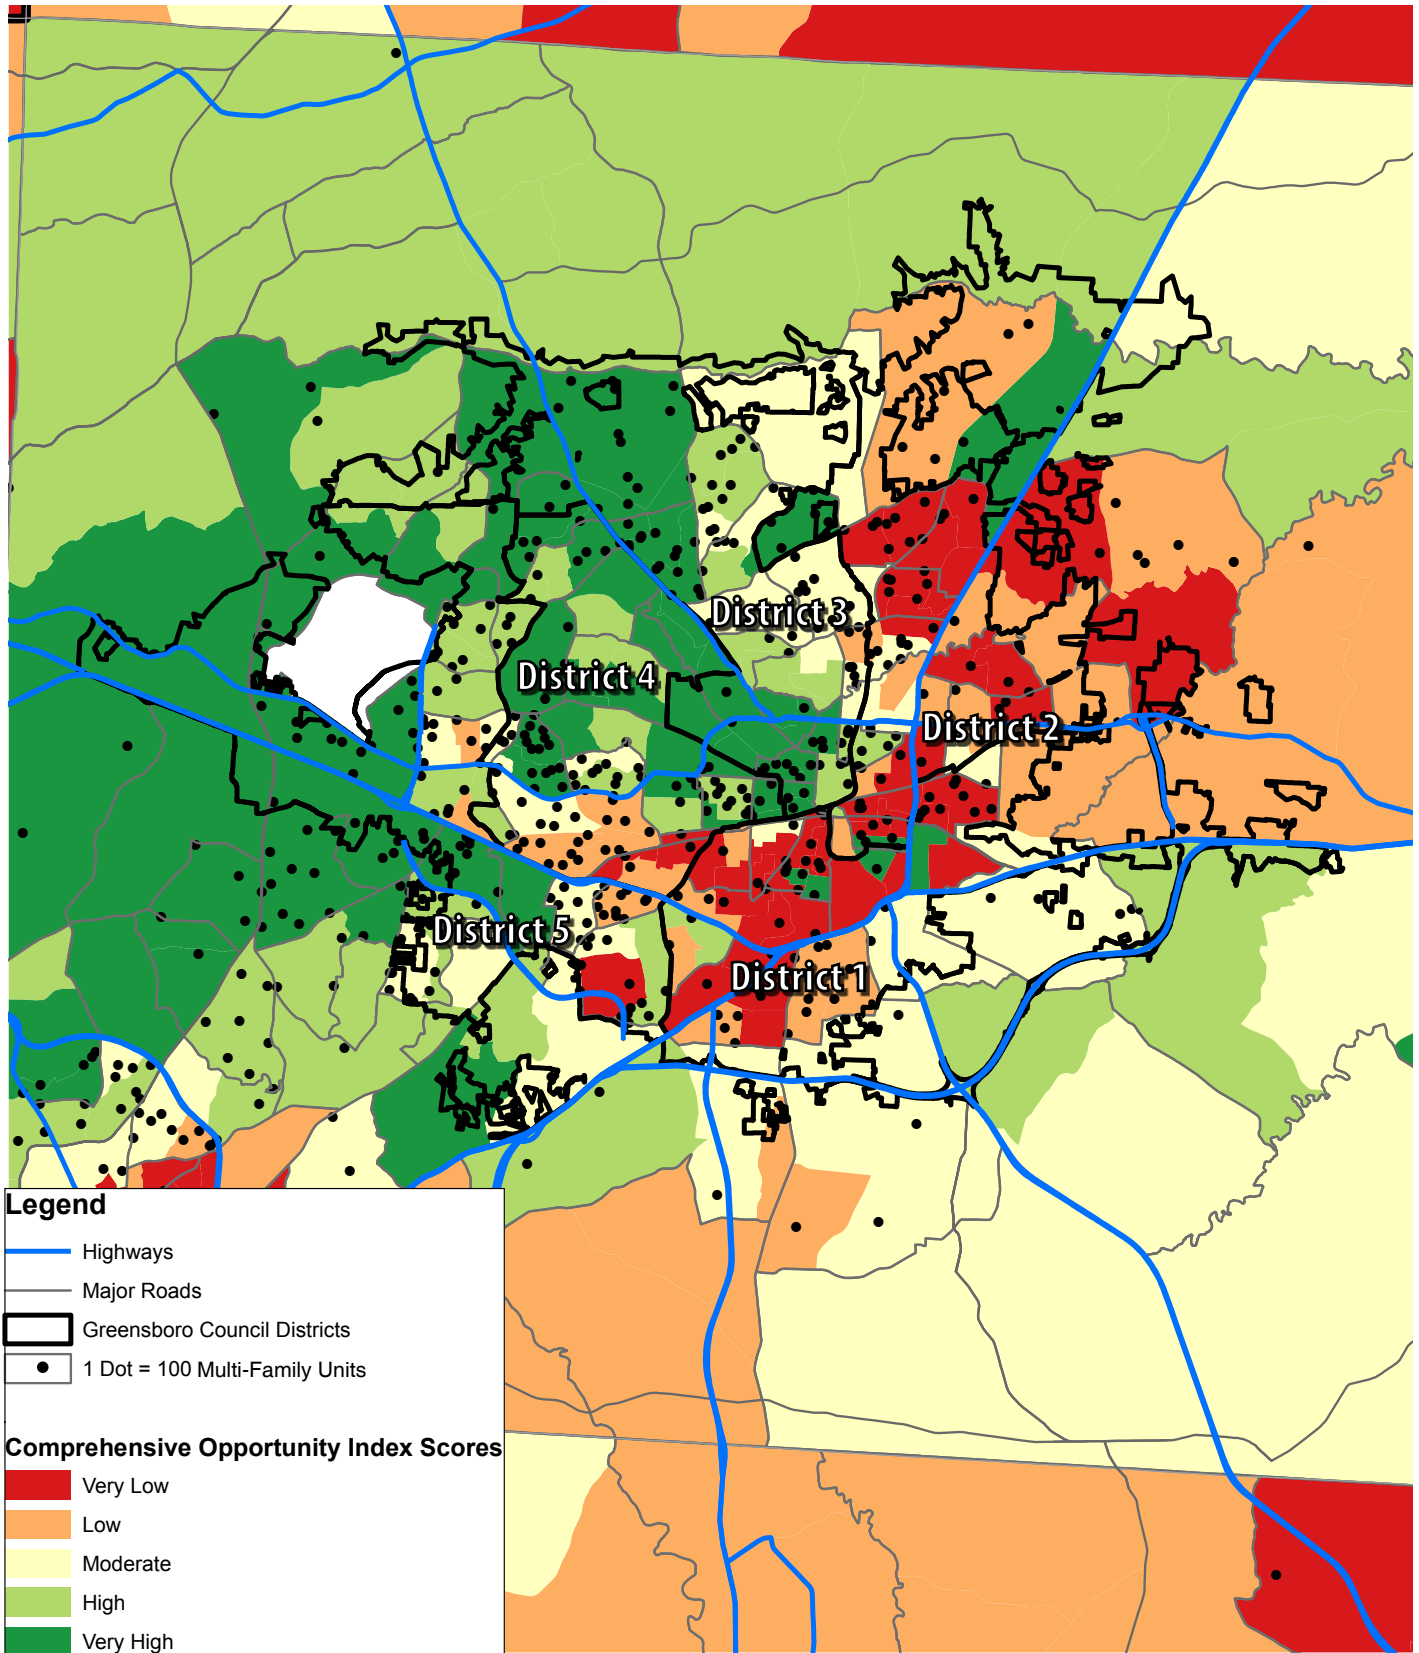 District 3
District 4
District 2
District 5
District 1
Legend
Highways
Major Roads
Greensboro Council Districts
1 Dot = 100 Multi-Family Units
Comprehensive Opportunity Index Scores
Very Low
Low
Moderate
High
Very High